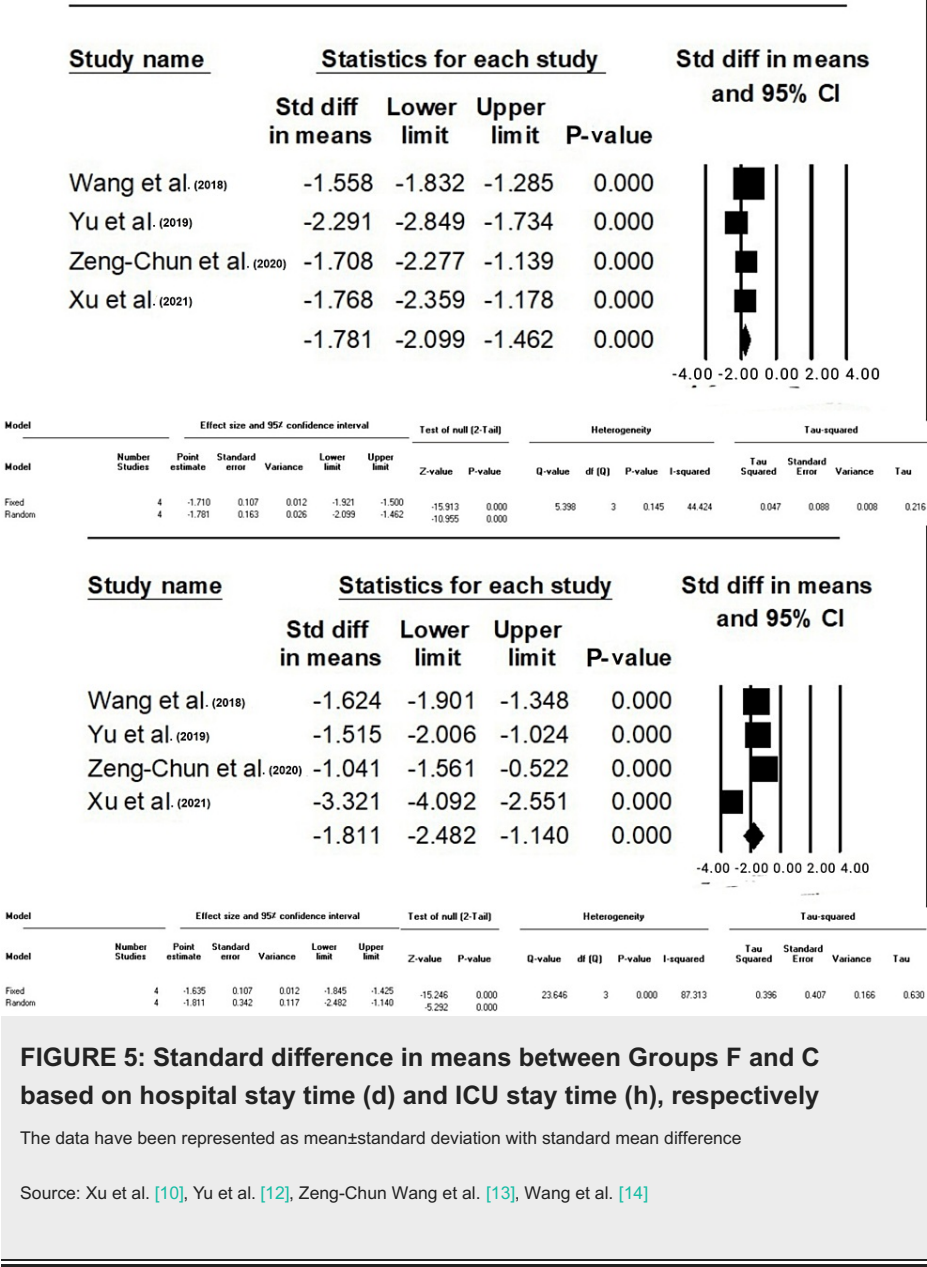 Study name Statistics for each study Std diff in means
and 95% CI
Std diff Lower Upper
in means limit limit P-value
Wang et al. (2018) -1.558 -1.832 -1.285 0.000
Yu et al. (2019) -2.291 -2.849 -1.734 0.000
Zeng-Chun et al. (2020) -1.708 -2.277 -1.139 0.000
Xu et al. (2021) -1.768 -2.359 -1.178 0.000
-1.781 -2.099 -1.462 0.000
-4.00 -2.00 0.00 2.00 4.00
Model Effect size and 95% confidence interval Test of null (2-Tail) Heterogeneity Tau-squared
Model Number Studies Point estimate Standard error Variance Lower limit Upper limit Z-value P-value Q-value df (Q) P-value I-squared Tau Squared Standard Error Variance Tau
Fixed 4 -1.710 0.107 0.012 -1.921 -1.500 -15.913 0.000 5.398 3 0.145 44.424 0.047 0.088 0.008 0.216
Random 4 -1.781 0.163 0.026 -2.099 -1.462 -10.955 0.000
Study name Statistics for each study Std diff in means
and 95% CI
Std diff Lower Upper
in means limit limit P-value
Wang et al. (2018) -1.624 -1.901 -1.348 0.000
Yu et al. (2019) -1.515 -2.006 -1.024 0.000
Zeng-Chun et al. (2020) -1.041 -1.561 -0.522 0.000
Xu et al. (2021) -3.321 -4.092 -2.551 0.000
-1.811 -2.482 -1.140 0.000
-4.00 -2.00 0.00 2.00 4.00
Model Effect size and 95% confidence interval Test of null (2-Tail) Heterogeneity Tau-squared
Model Number Studies Point estimate Standard error Variance Lower limit Upper limit Z-value P-value Q-value df (Q) P-value I-squared Tau Squared Standard Error Variance Tau
Fixed 4 -1.635 0.107 0.012 -1.845 -1.425 -15.246 0.000 23.646 3 0.000 87.313 0.396 0.407 0.166 0.630
Random 4 -1.811 0.342 0.117 -2.482 -1.140 -5.292 0.000
FIGURE 5: Standard difference in means between Groups F and C
based on hospital stay time (d) and ICU stay time (h), respectively
The data have been represented as mean±standard deviation with standard mean difference
Source: Xu et al. [10], Yu et al. [12], Zeng-Chun Wang et al. [13], Wang et al. [14]